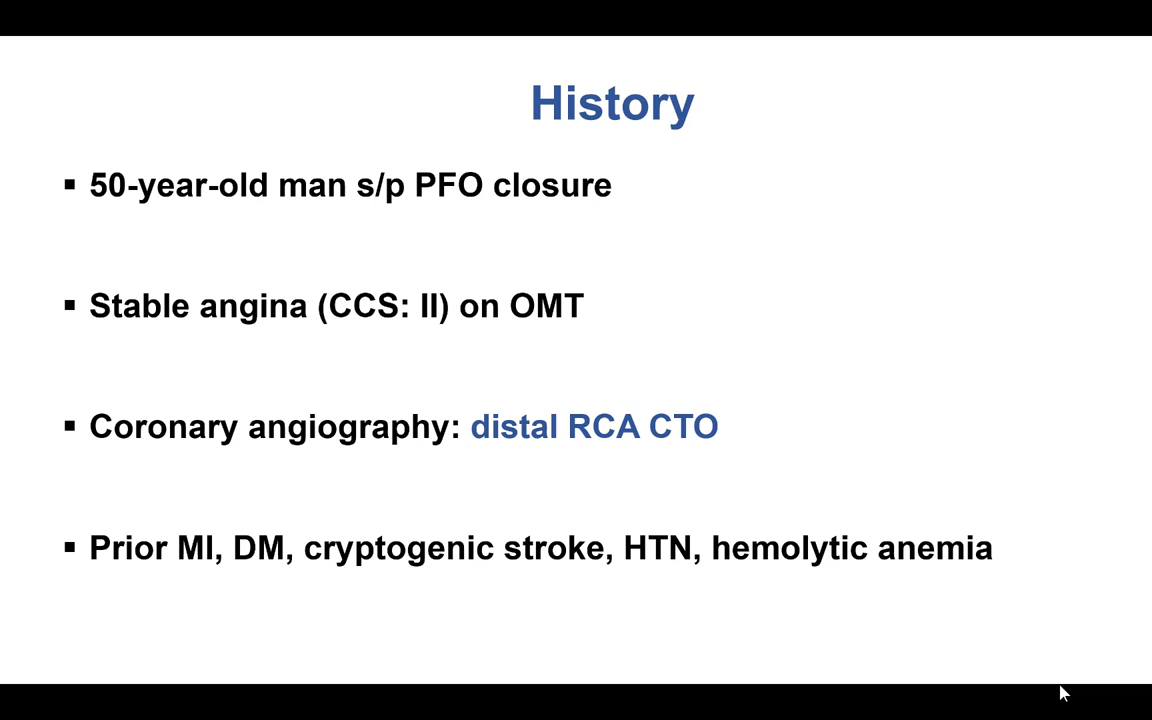 History
▪ 50-year-old man s/p PFO closure
▪ Stable angina (CCS: II) on OMT
▪ Coronary angiography: distal RCA CTO
▪ Prior MI, DM, cryptogenic stroke, HTN, hemolytic anemia